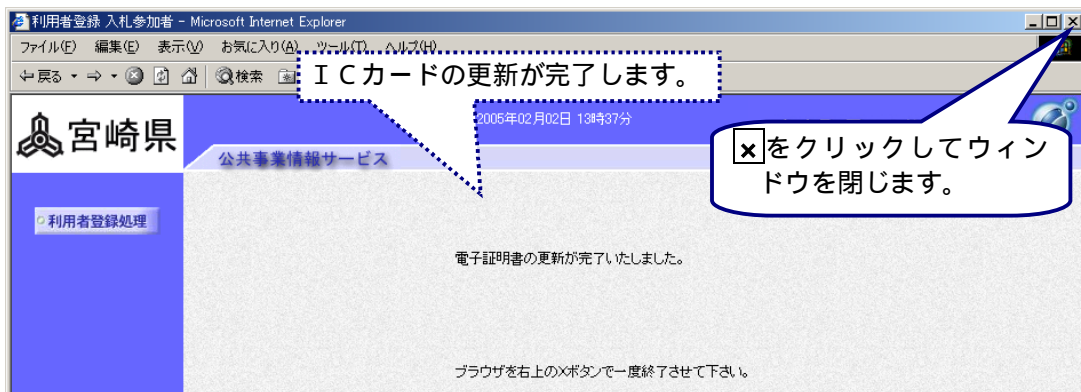 利用者登録 入札参加者 - Microsoft Internet Explorer
ファイル(F) 編集(E) 表示(V) お気に入り(A) ツール(T) ヘルプ(H)
戻る 検索
ＩＣカードの更新が完了します。
宮崎県
2005年02月02日 13時37分
公共事業情報サービス
×をクリックしてウィン
ドウを閉じます。
利用者登録処理
電子証明書の更新が完了いたしました。
ブラウザを右上の×ボタンで一度終了させて下さい。